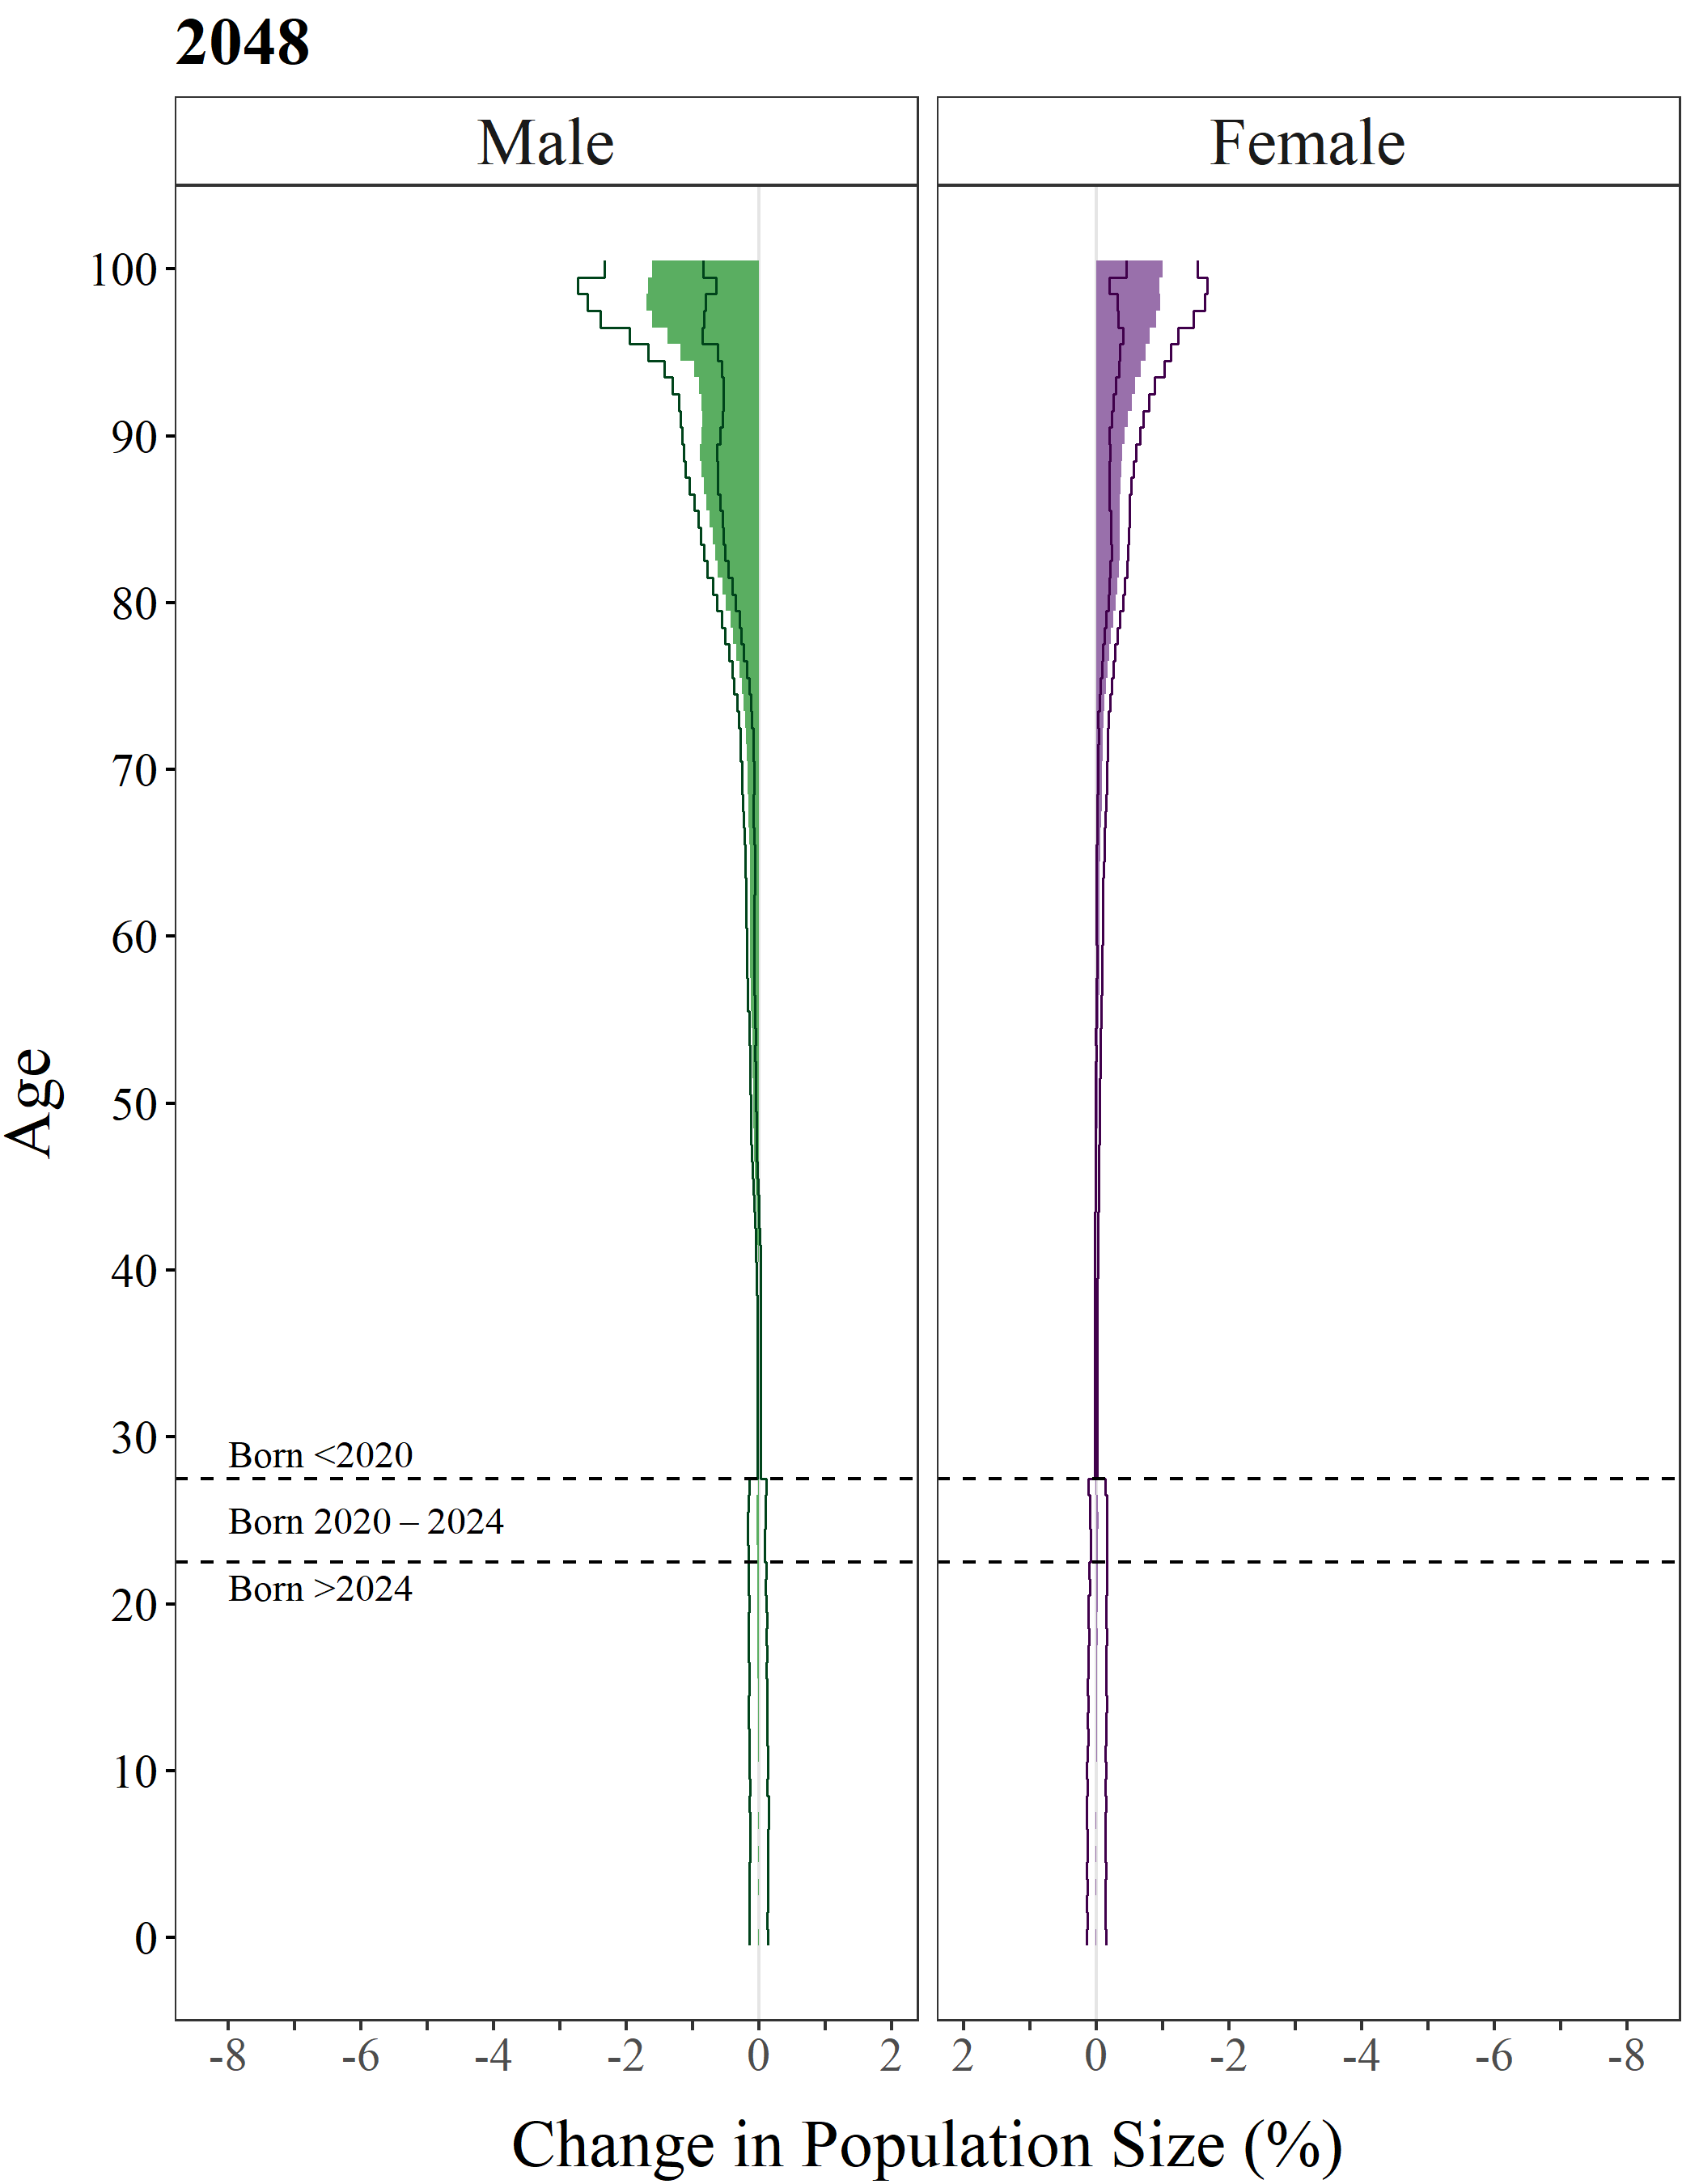 2048
Male
Female
100
90
80
70
60
50
40
30
20
10
0
Age
Born <2020
Born 2020 – 2024
Born >2024
-8 -6 -4 -2 0 2
2 0 -2 -4 -6 -8
Change in Population Size (%)